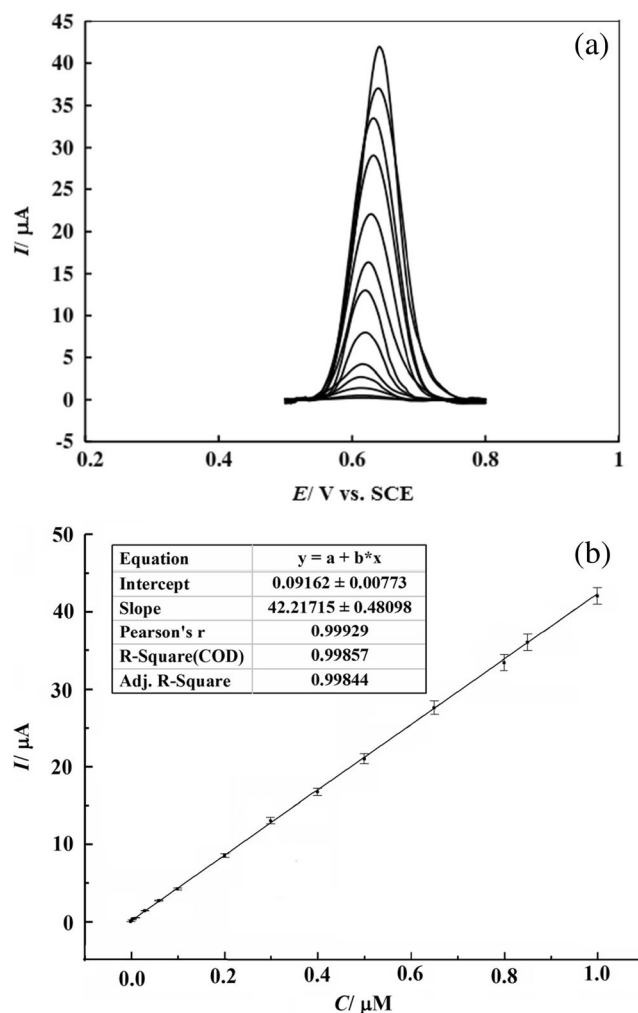 (a)
45
40
35
30
25
20
15
10
5
0
-5
I/ μA
0.2 0.4 0.6 0.8 1
E/ V vs. SCE
(b)
50
40
30
20
10
0
I/ μA
Equation y = a + b*x
Intercept 0.09162 ± 0.00773
Slope 42.21715 ± 0.48098
Pearson's r 0.99929
R-Square(COD) 0.99857
Adj. R-Square 0.99844
0.0 0.2 0.4 0.6 0.8 1.0
C/ μM